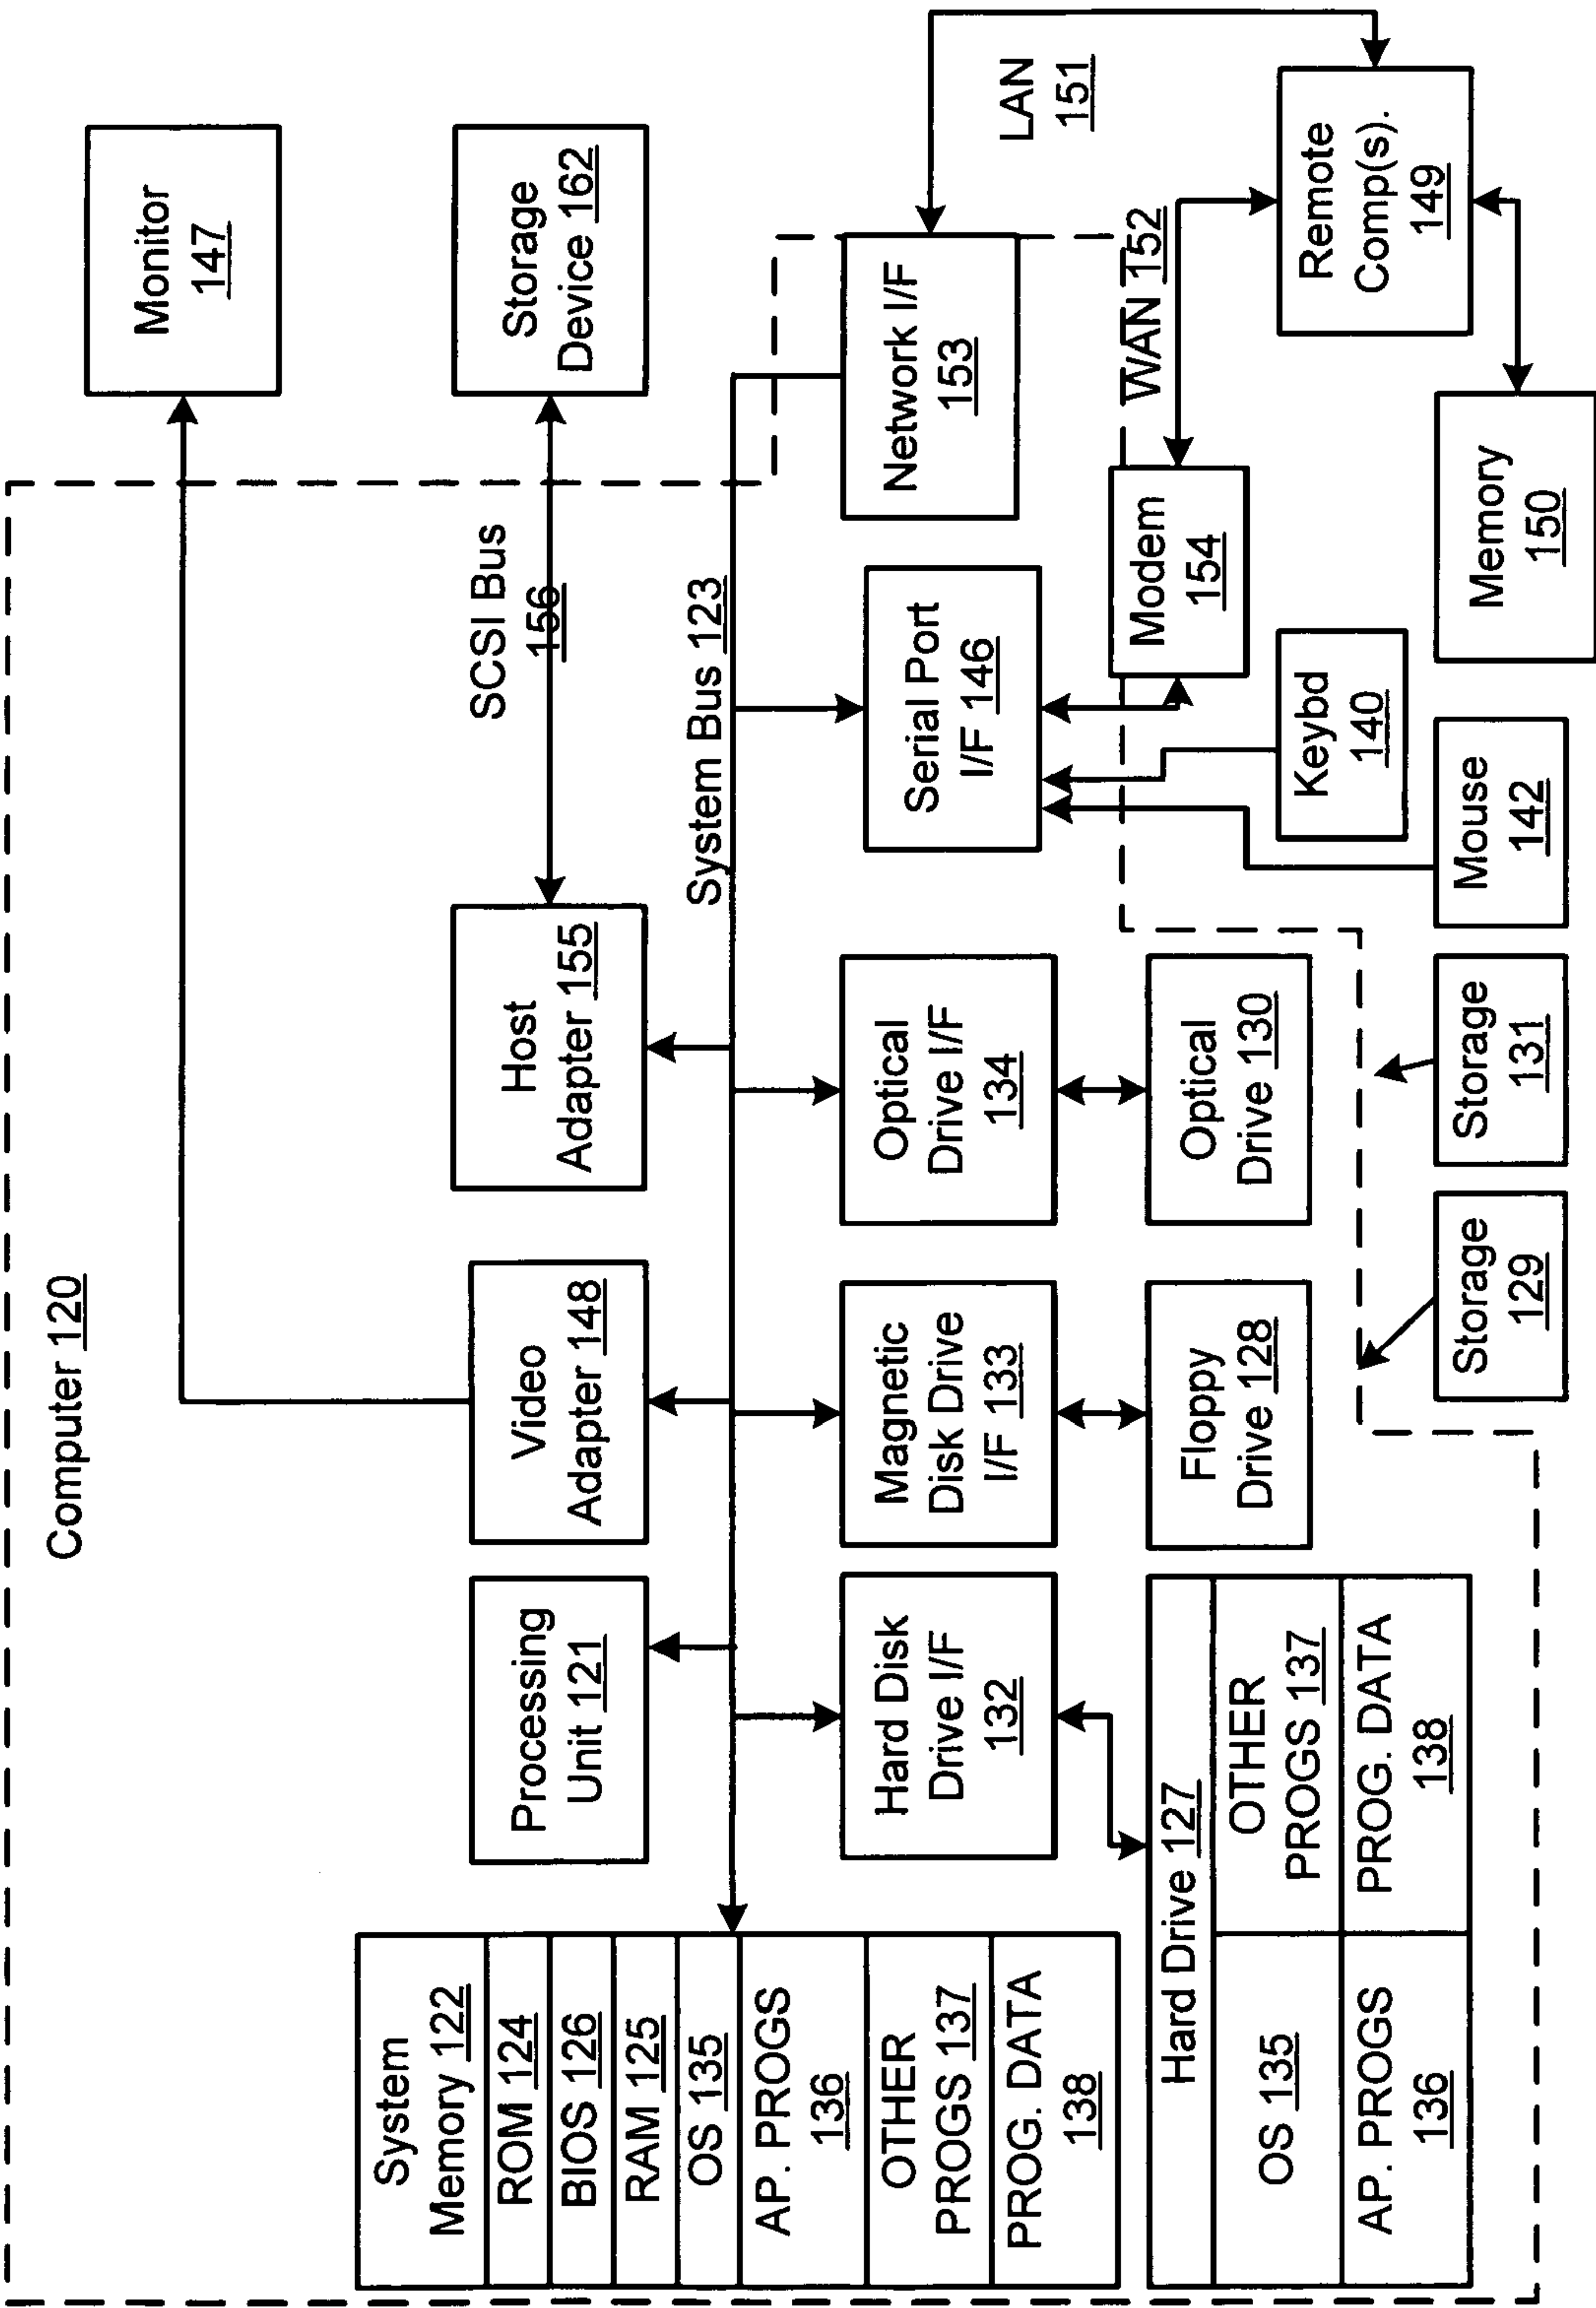 Computer 120
Monitor
147
System
Memory 122
ROM 124
BIOS 126
RAM 125
OS 135
AP. PROGS
136
OTHER
PROGS 137
PROG. DATA
138
Processing
Unit 121
Video
Adapter 148
Host
Adapter 155
SCSI Bus
156
Storage
Device 162
System Bus 123
Hard Disk
Drive I/F
132
Magnetic
Disk Drive
I/F 133
Optical
Drive I/F
134
Serial Port
I/F 146
Network I/F
153
LAN
151
Hard Drive 127
OS 135
OTHER
PROGS 137
AP. PROGS
136
PROG. DATA
138
Floppy
Drive 128
Optical
Drive 130
Modem
154
WAN 152
Remote
Comp(s).
149
Keybd
140
Storage
129
Storage
131
Mouse
142
Memory
150